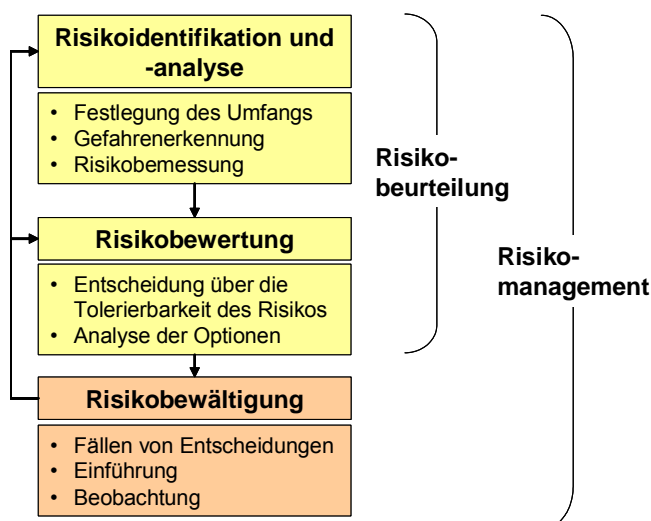 Risikoidentifikation und
-analyse
• Festlegung des Umfangs
• Gefahrenerkennung
• Risikobemessung
Risikobewertung
• Entscheidung über die
Tolerierbarkeit des Risikos
• Analyse der Optionen
Risikobewältigung
• Fällen von Entscheidungen
• Einführung
• Beobachtung
Risiko-
beurteilung
Risiko-
management